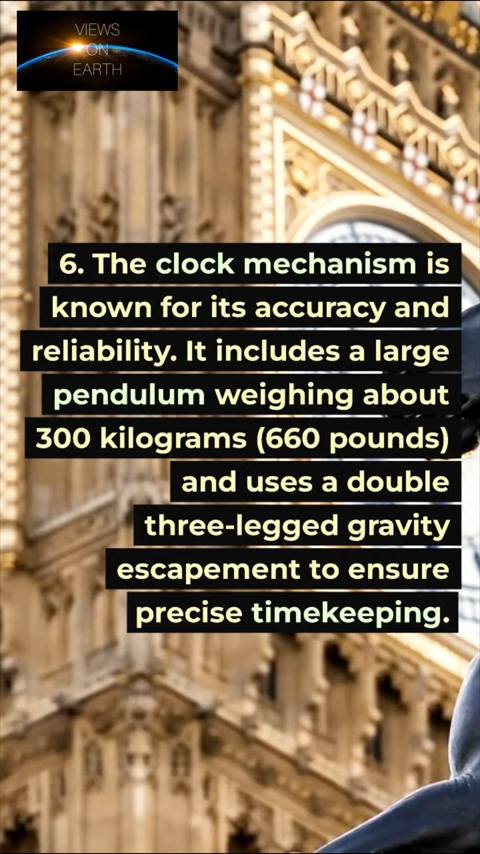 VIEWS
ON
EARTH
6. The clock mechanism is
known for its accuracy and
reliability. It includes a large
pendulum weighing about
300 kilograms (660 pounds)
and uses a double
three-legged gravity
escapement to ensure
precise timekeeping.